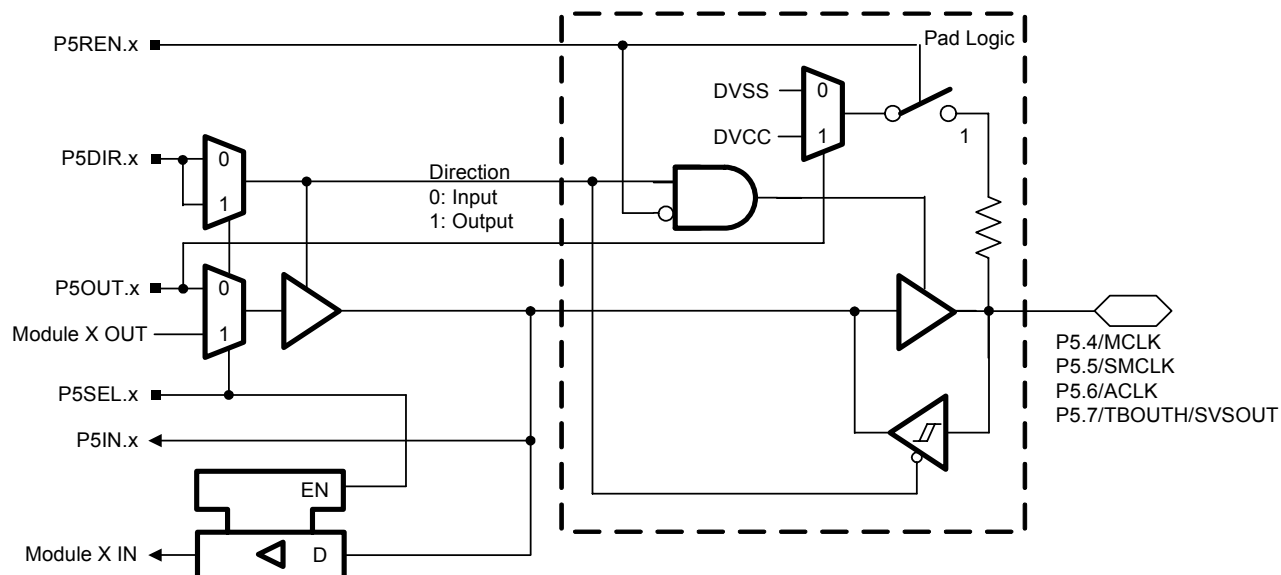 P5REN.x
Pad Logic
DVSS
0
DVCC
1
1
P5DIR.x
0
1
Direction
0: Input
1: Output
P5OUT.x
0
Module X OUT
1
P5.4/MCLK
P5.5/SMCLK
P5.6/ACLK
P5.7/TBOUTH/SVSOUT
P5SEL.x
P5IN.x
EN
Module X IN
D